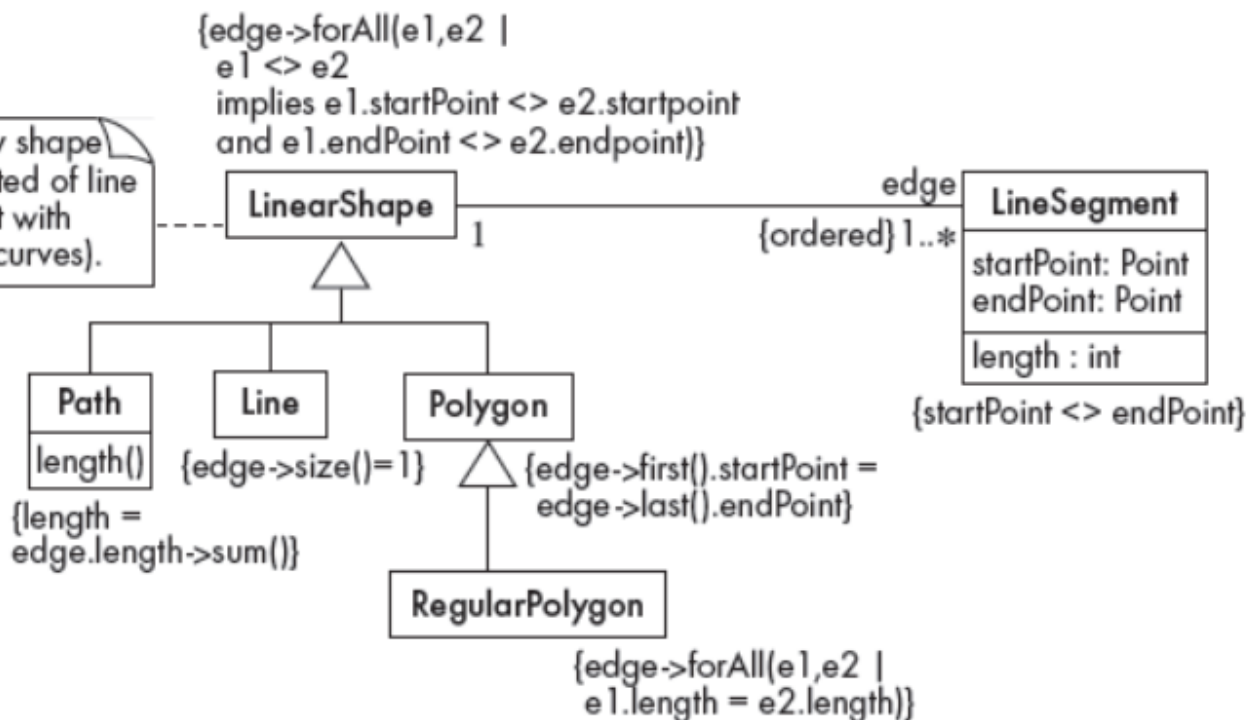 {edge->forAll(e1,e2 |
e1 <> e2
implies e1.startPoint <> e2.startpoint
and e1.endPoint <> e2.endpoint)}
shape
of line
with
curves).
LinearShape
1
edge
{ordered} 1..*
LineSegment
startPoint: Point
endPoint: Point
length : int
{startPoint <> endPoint}
Path
length()
{length =
edge.length->sum()}
Line
{edge->size()=1}
Polygon
{edge->first().startPoint =
edge->last().endPoint}
RegularPolygon
{edge->forAll(e1,e2 |
e1.length = e2.length)}